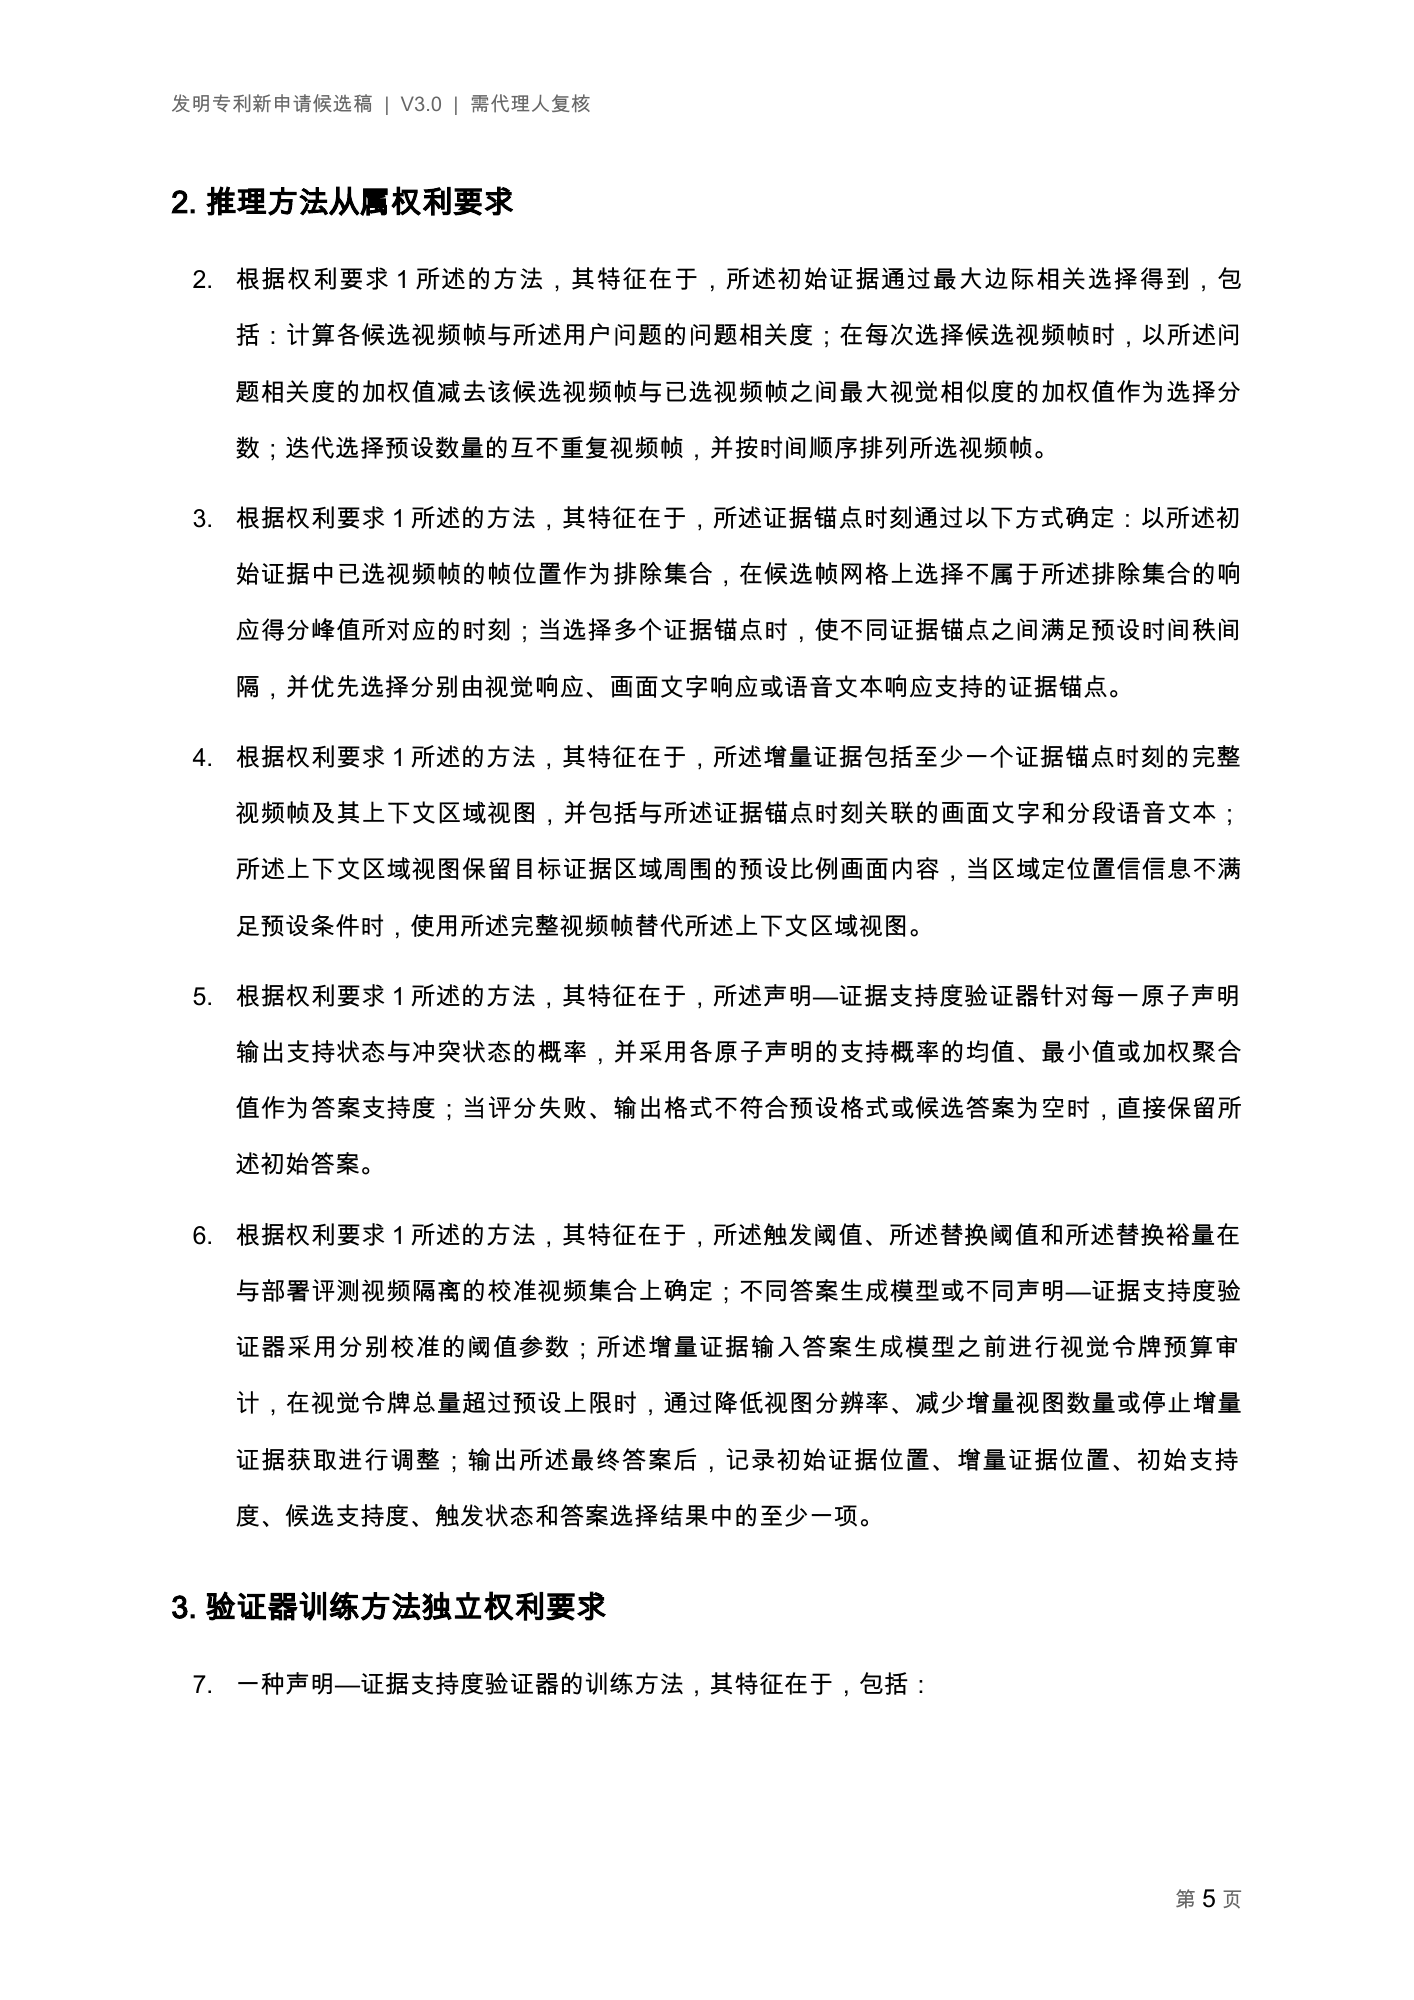 发明专利新申请候选稿 | V3.0 | 需代理人复核
2. 推理方法从属权利要求
2. 根据权利要求 1 所述的方法，其特征在于，所述初始证据通过最大边际相关选择得到，包
括：计算各候选视频帧与所述用户问题的问题相关度；在每次选择候选视频帧时，以所述问
题相关度的加权值减去该候选视频帧与已选视频帧之间最大视觉相似度的加权值作为选择分
数；迭代选择预设数量的互不重复视频帧，并按时间顺序排列所选视频帧。
3. 根据权利要求 1 所述的方法，其特征在于，所述证据锚点时刻通过以下方式确定：以所述初
始证据中已选视频帧的帧位置作为排除集合，在候选帧网格上选择不属于所述排除集合的响
应得分峰值所对应的时刻；当选择多个证据锚点时，使不同证据锚点之间满足预设时间秩间
隔，并优先选择分别由视觉响应、画面文字响应或语音文本响应支持的证据锚点。
4. 根据权利要求 1 所述的方法，其特征在于，所述增量证据包括至少一个证据锚点时刻的完整
视频帧及其上下文区域视图，并包括与所述证据锚点时刻关联的画面文字和分段语音文本；
所述上下文区域视图保留目标证据区域周围的预设比例画面内容，当区域定位置信信息不满
足预设条件时，使用所述完整视频帧替代所述上下文区域视图。
5. 根据权利要求 1 所述的方法，其特征在于，所述声明—证据支持度验证器针对每一原子声明
输出支持状态与冲突状态的概率，并采用各原子声明的支持概率的均值、最小值或加权聚合
值作为答案支持度；当评分失败、输出格式不符合预设格式或候选答案为空时，直接保留所
述初始答案。
6. 根据权利要求 1 所述的方法，其特征在于，所述触发阈值、所述替换阈值和所述替换裕量在
与部署评测视频隔离的校准视频集合上确定；不同答案生成模型或不同声明—证据支持度验
证器采用分别校准的阈值参数；所述增量证据输入答案生成模型之前进行视觉令牌预算审
计，在视觉令牌总量超过预设上限时，通过降低视图分辨率、减少增量视图数量或停止增量
证据获取进行调整；输出所述最终答案后，记录初始证据位置、增量证据位置、初始支持
度、候选支持度、触发状态和答案选择结果中的至少一项。
3. 验证器训练方法独立权利要求
7. 一种声明—证据支持度验证器的训练方法，其特征在于，包括：
第 5 页